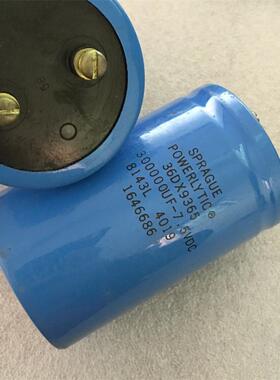 SPRAGUE
POWERLYTIC®
36DX9365
300000UF-7.5VDC
8143L 4019
1646686